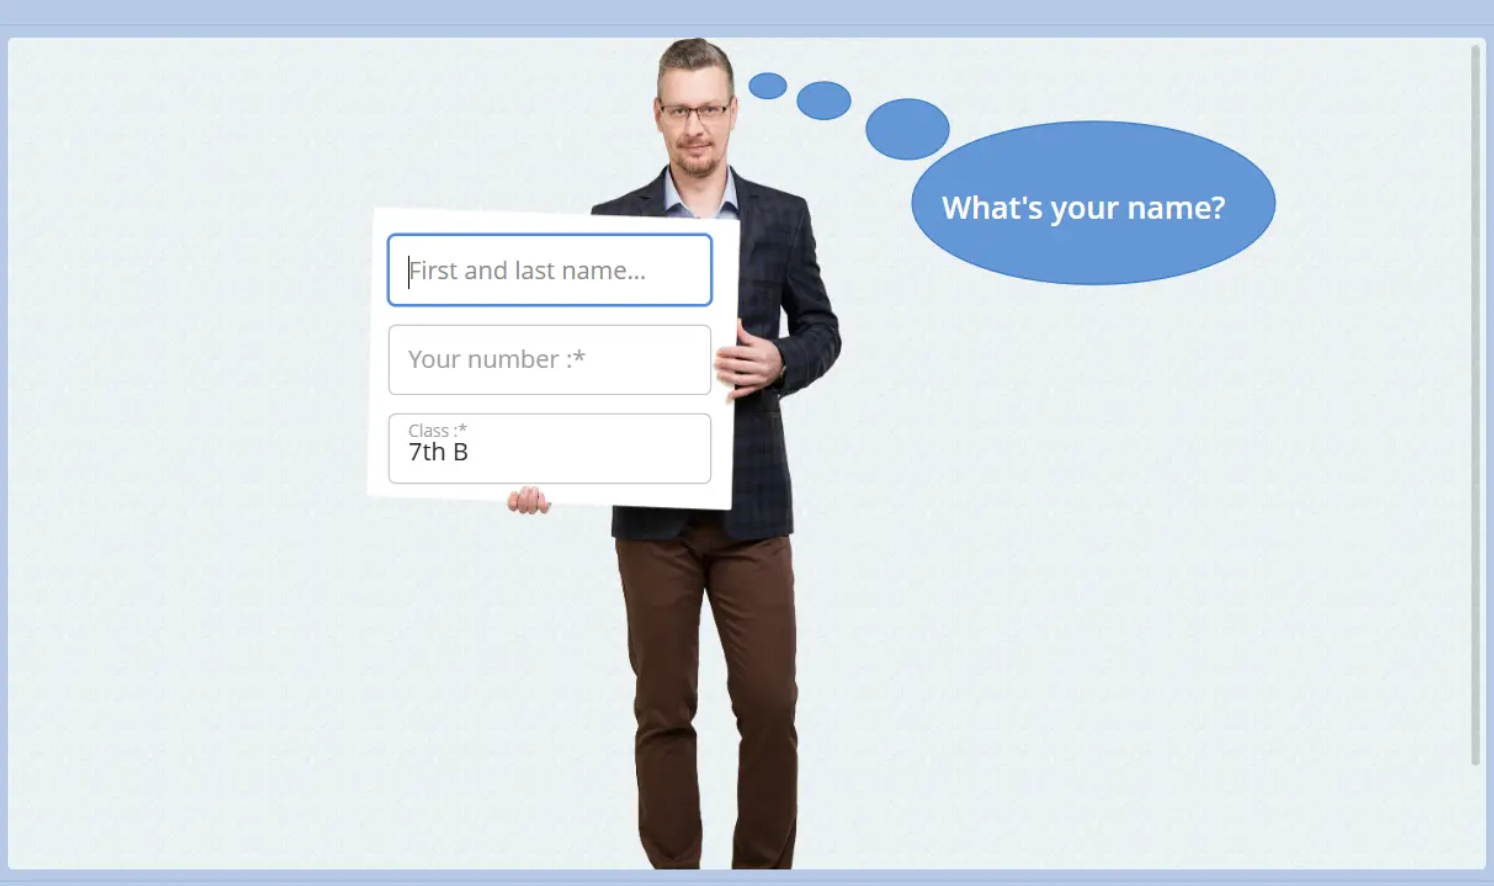 What's your name?
First and last name...
Your number :*
Class :*
7th B